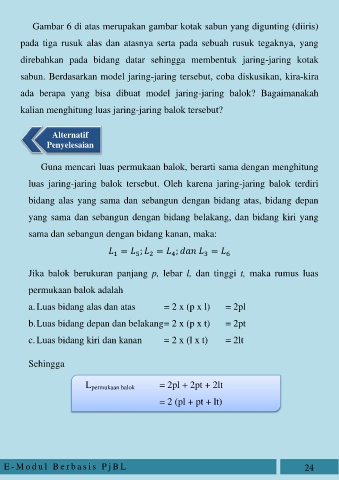 Gambar 6 di atas merupakan gambar kotak sabun yang digunting (diiris)
pada tiga rusuk alas dan atasnya serta pada sebuah rusuk tegaknya, yang
direbahkan pada bidang datar sehingga membentuk jaring-jaring kotak
sabun. Berdasarkan model jaring-jaring tersebut, coba diskusikan, kira-kira
ada berapa yang bisa dibuat model jaring-jaring balok? Bagaimanakah
kalian menghitung luas jaring-jaring balok tersebut?
Alternatif
Penyelesaian
Guna mencari luas permukaan balok, berarti sama dengan menghitung
luas jaring-jaring balok tersebut. Oleh karena jaring-jaring balok terdiri
bidang alas yang sama dan sebangun dengan bidang atas, bidang depan
yang sama dan sebangun dengan bidang belakang, dan bidang kiri yang
sama dan sebangun dengan bidang kanan, maka:
L₁ = L₅; L₂ = L₄; dan L₃ = L₆
Jika balok berukuran panjang p, lebar l, dan tinggi t, maka rumus luas
permukaan balok adalah
a. Luas bidang alas dan atas = 2 x (p x l) = 2pl
b. Luas bidang depan dan belakang= 2 x (p x t) = 2pt
c. Luas bidang kiri dan kanan = 2 x (l x t) = 2lt
Sehingga
Lpermukaan balok = 2pl + 2pt + 2lt
= 2 (pl + pt + lt)
E-Modul Berbasis PjBL 24